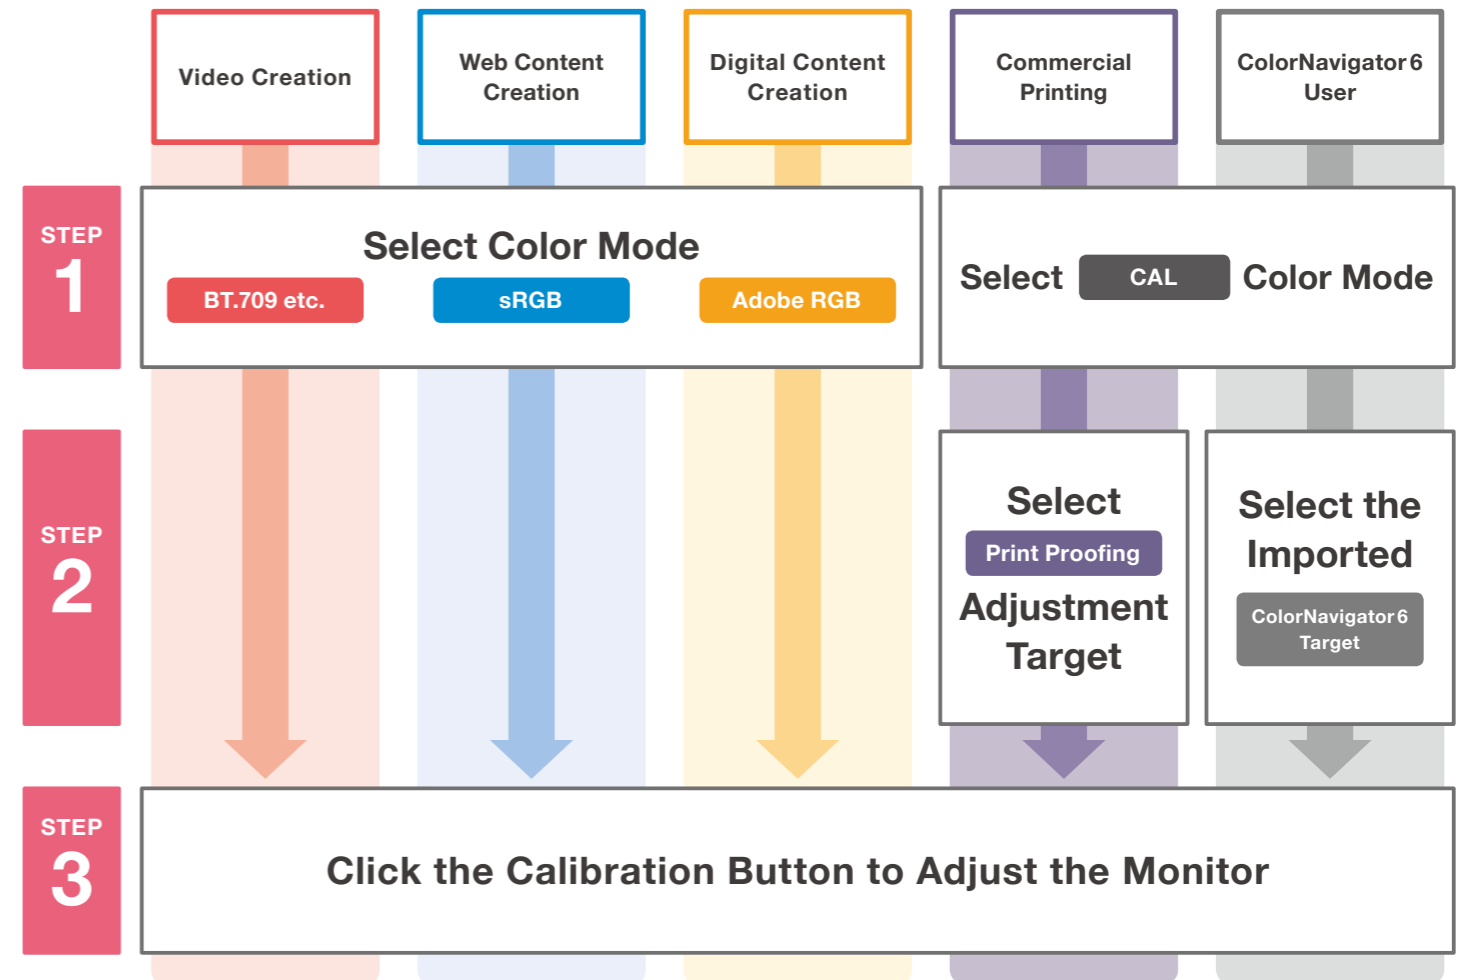 Video Creation
Web Content
Creation
Digital Content
Creation
Commercial
Printing
ColorNavigator 6
User
STEP
1
Select Color Mode
BT.709 etc.
sRGB
Adobe RGB
Select CAL Color Mode
STEP
2
Select
Print Proofing
Adjustment
Target
Select the
Imported
ColorNavigator 6
Target
STEP
3
Click the Calibration Button to Adjust the Monitor